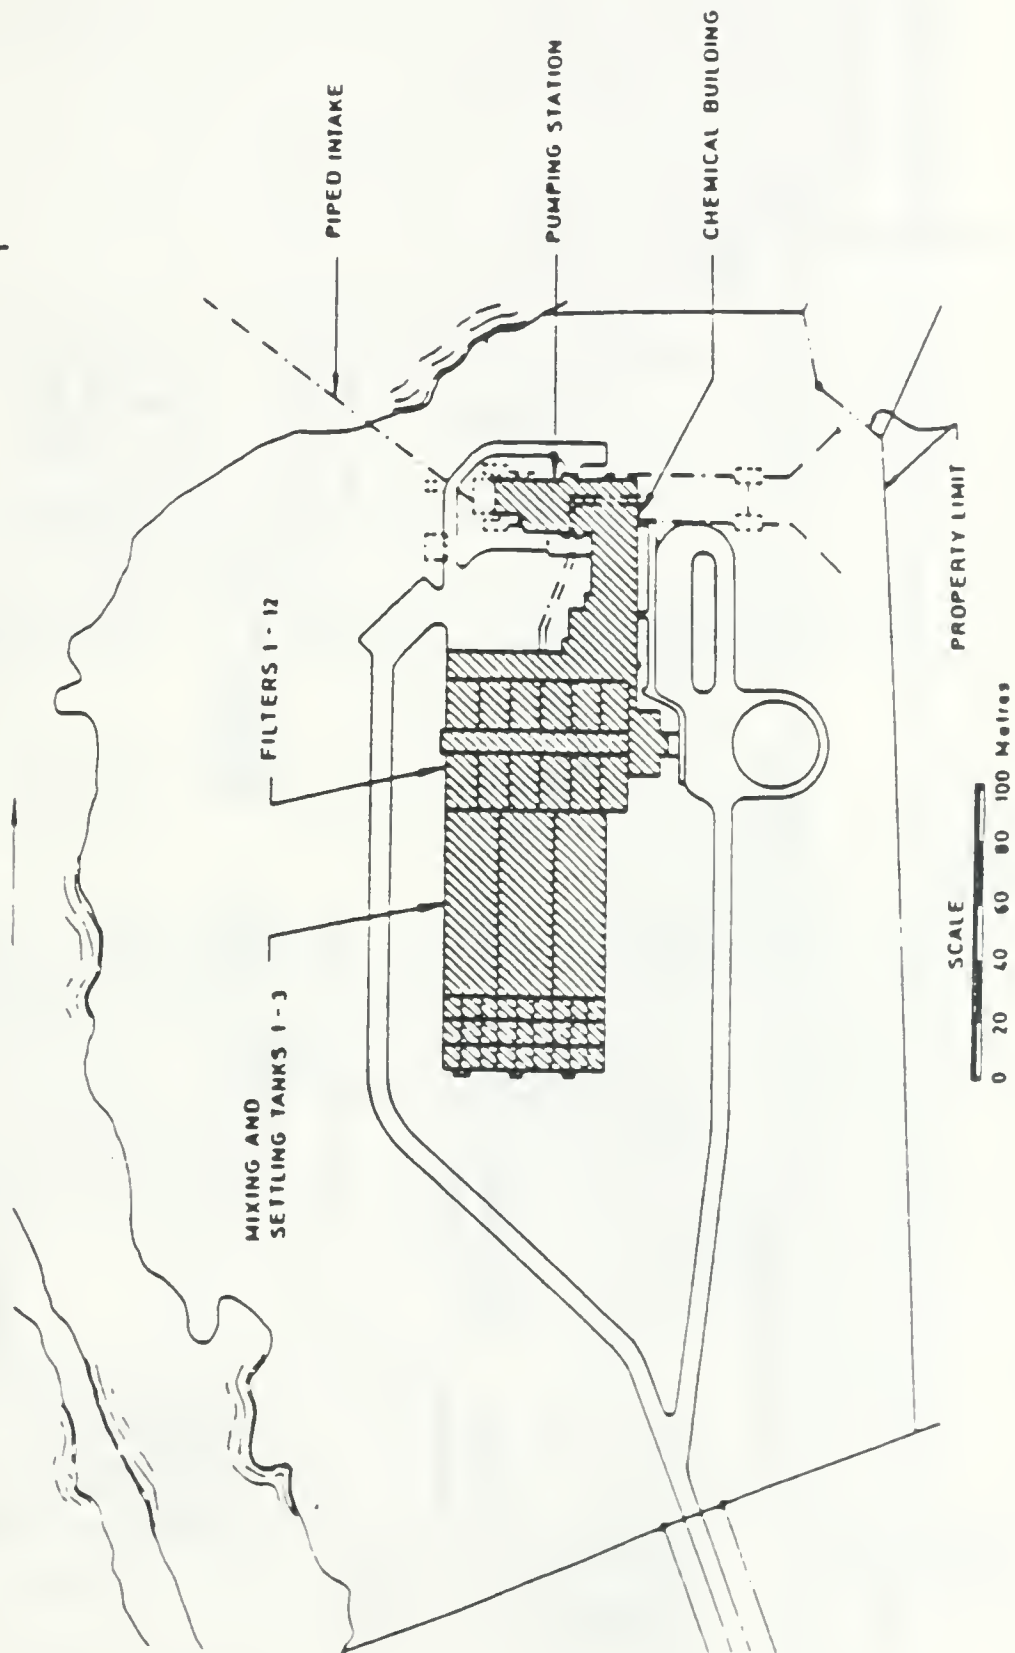 PIPED INTAKE
PUMPING STATION
CHEMICAL BUILDING
FILTERS 1 - 12
MIXING AND
SETTLING TANKS 1 - 3
PROPERTY LIMIT
SCALE
0 20 40 60 80 100 Metres